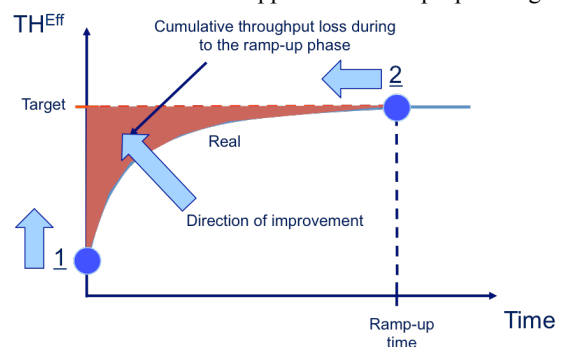 TH^Eff
Cumulative throughput loss during
to the ramp-up phase
2
Target
Real
Direction of improvement
1
Time
Ramp-up
time